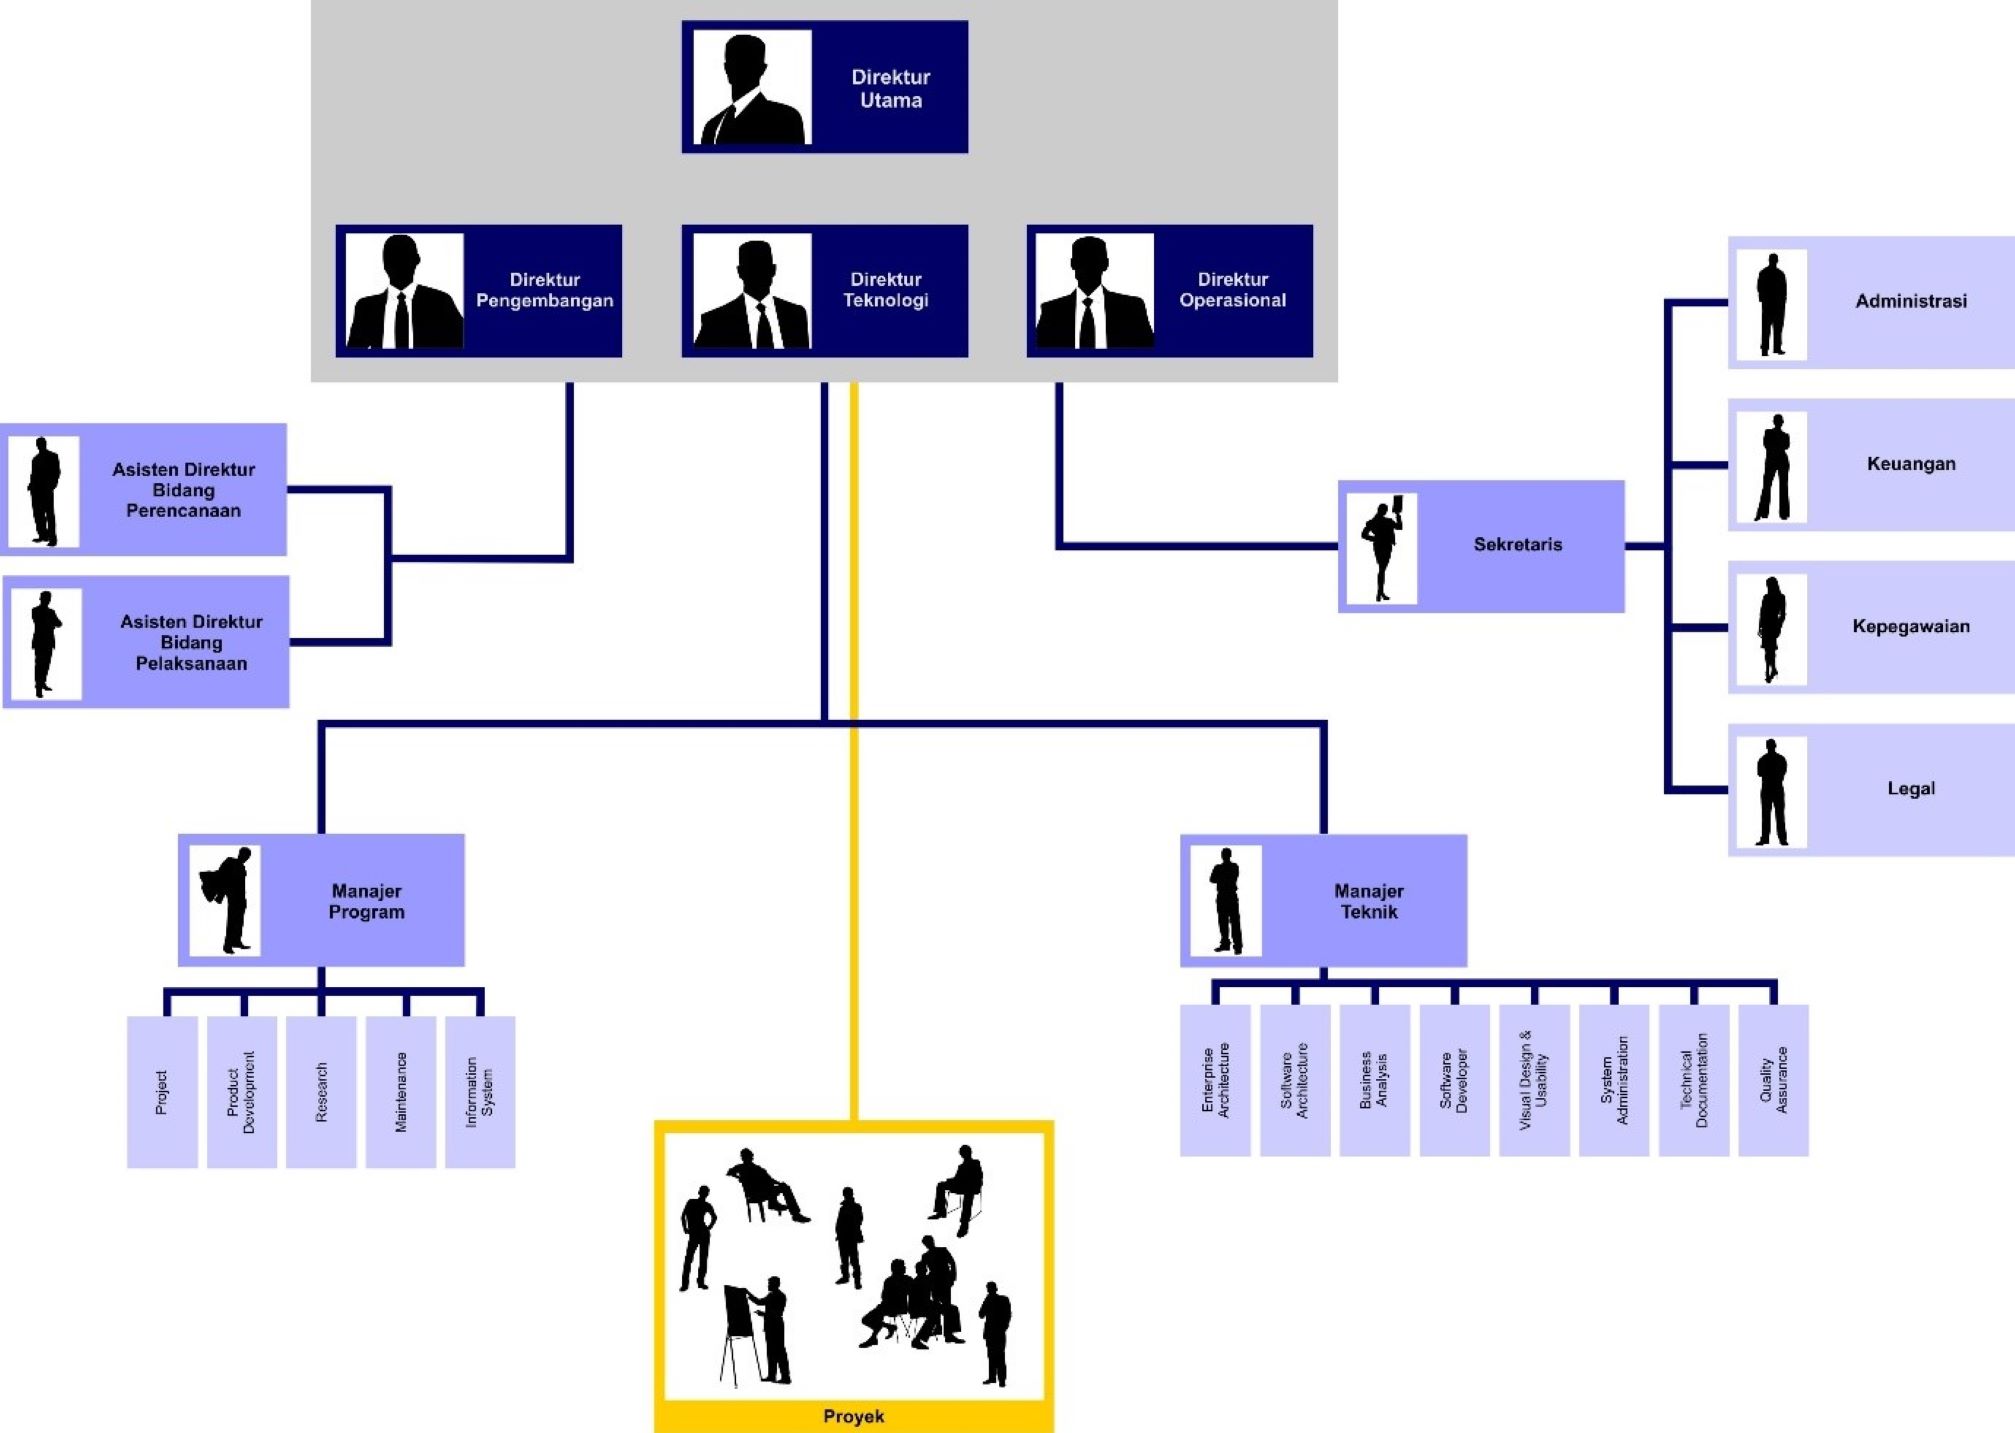 Direktur
Utama
Direktur
Pengembangan
Direktur
Teknologi
Direktur
Operasional
Administrasi
Keuangan
Kepegawaian
Legal
Sekretaris
Asisten Direktur
Bidang
Perencanaan
Asisten Direktur
Bidang
Pelaksanaan
Manajer
Program
Manajer
Teknik
Project
Product
Development
Research
Maintenance
Information
System
Enterprise
Architecture
Software
Architecture
Business
Analysis
Software
Developer
Visual Design &
Usability
System
Administration
Technical
Documentation
Quality
Assurance
Proyek